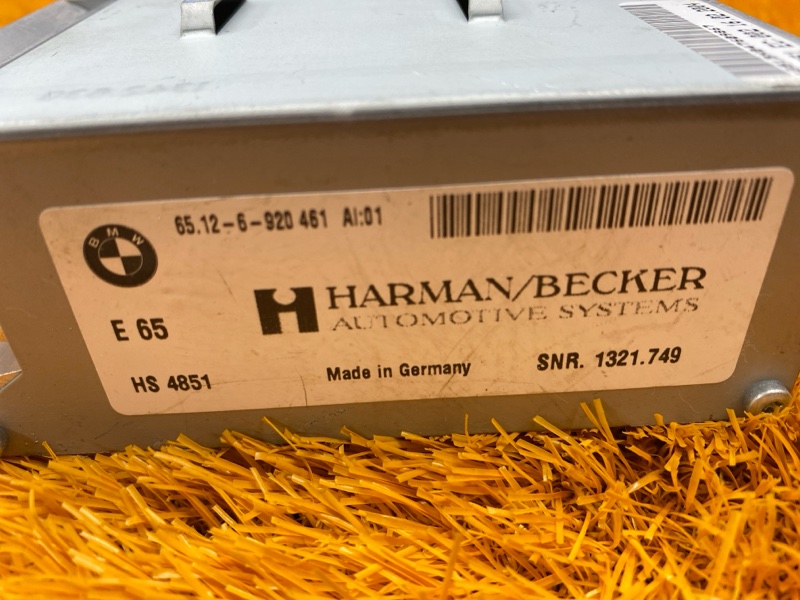 BMW
65.12-6-920 461 AI:01
HARMAN/BECKER
AUTOMOTIVE SYSTEMS
E 65
HS 4851
Made in Germany
SNR. 1321.749